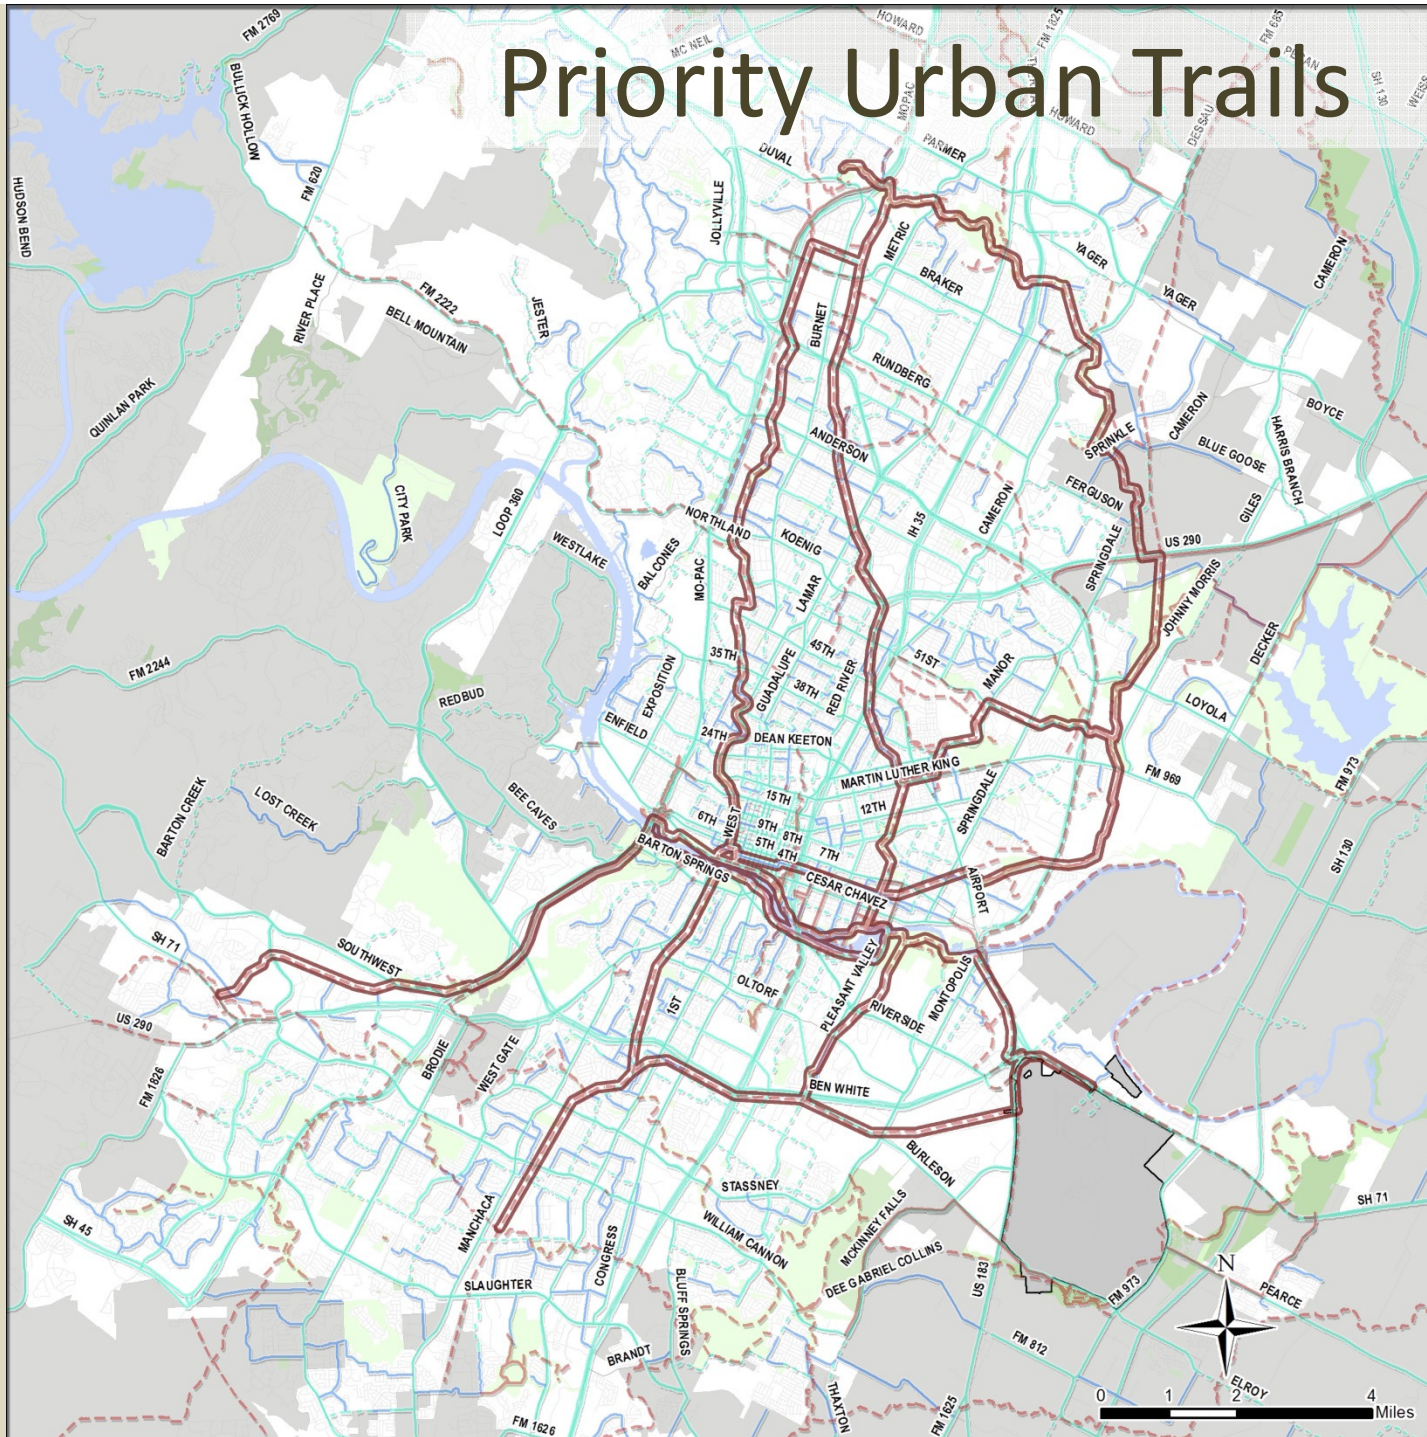 Priority Urban Trails
FM 2769
MC NEIL
HOWARD
FM 1825
FM 685
SH 130
MOPAC
HOWARD
DESSAU
BULLICK HOLLOW
DUVAL
PARMER
FM 620
HUDSON BEND
JOLLYVILLE
METRIC
YAGER
CAMERON
BRAKER
YAGER
RIVER PLACE
FM 2222
JESTER
BELL MOUNTAIN
BURNET
RUNDBERG
QUINLAN PARK
BOYCE
CAMERON
HARRIS BRANCH
ANDERSON
SPRINKLE
BLUE GOOSE
CITY PARK
LOOP 360
FERGUSON
CAMERON
GILES
NORTHLAND
IH 35
WESTLAKE
KOENIG
US 290
BALCONES
SPRINGDALE
MO-PAC
LAMAR
JOHNNY MORRIS
DECKER
35TH
45TH
51ST
MANOR
FM 2244
GUADALUPE
38TH
RED RIVER
EXPOSITION
REDBUD
LOYOLA
ENFIELD
24TH
DEAN KEETON
MARTIN LUTHER KING
FM 969
FM 973
BARTON CREEK
LOST CREEK
BEE CAVES
15TH
12TH
SPRINGDALE
6TH
WEST
9TH
8TH
5TH
4TH
7TH
BARTON SPRINGS
CESAR CHAVEZ
AIRPORT
SH 130
SH 71
SOUTHWEST
OLTORF
PLEASANT VALLEY
MONTOPOLIS
1ST
RIVERSIDE
US 290
BRODIE
WESTGATE
FM 1826
BEN WHITE
BURLESON
STASSNEY
MANCHACA
WILLIAM CANNON
MCKINNEY FALLS
SH 71
SH 45
CONGRESS
DEE GABRIEL COLLINS
SLAUGHTER
BLUFF SPRINGS
US 183
FM 973
N
PEARCE
FM 812
BRANDT
ELROY
THAXTON
FM 1625
FM 1626
0 1 2 4
Miles